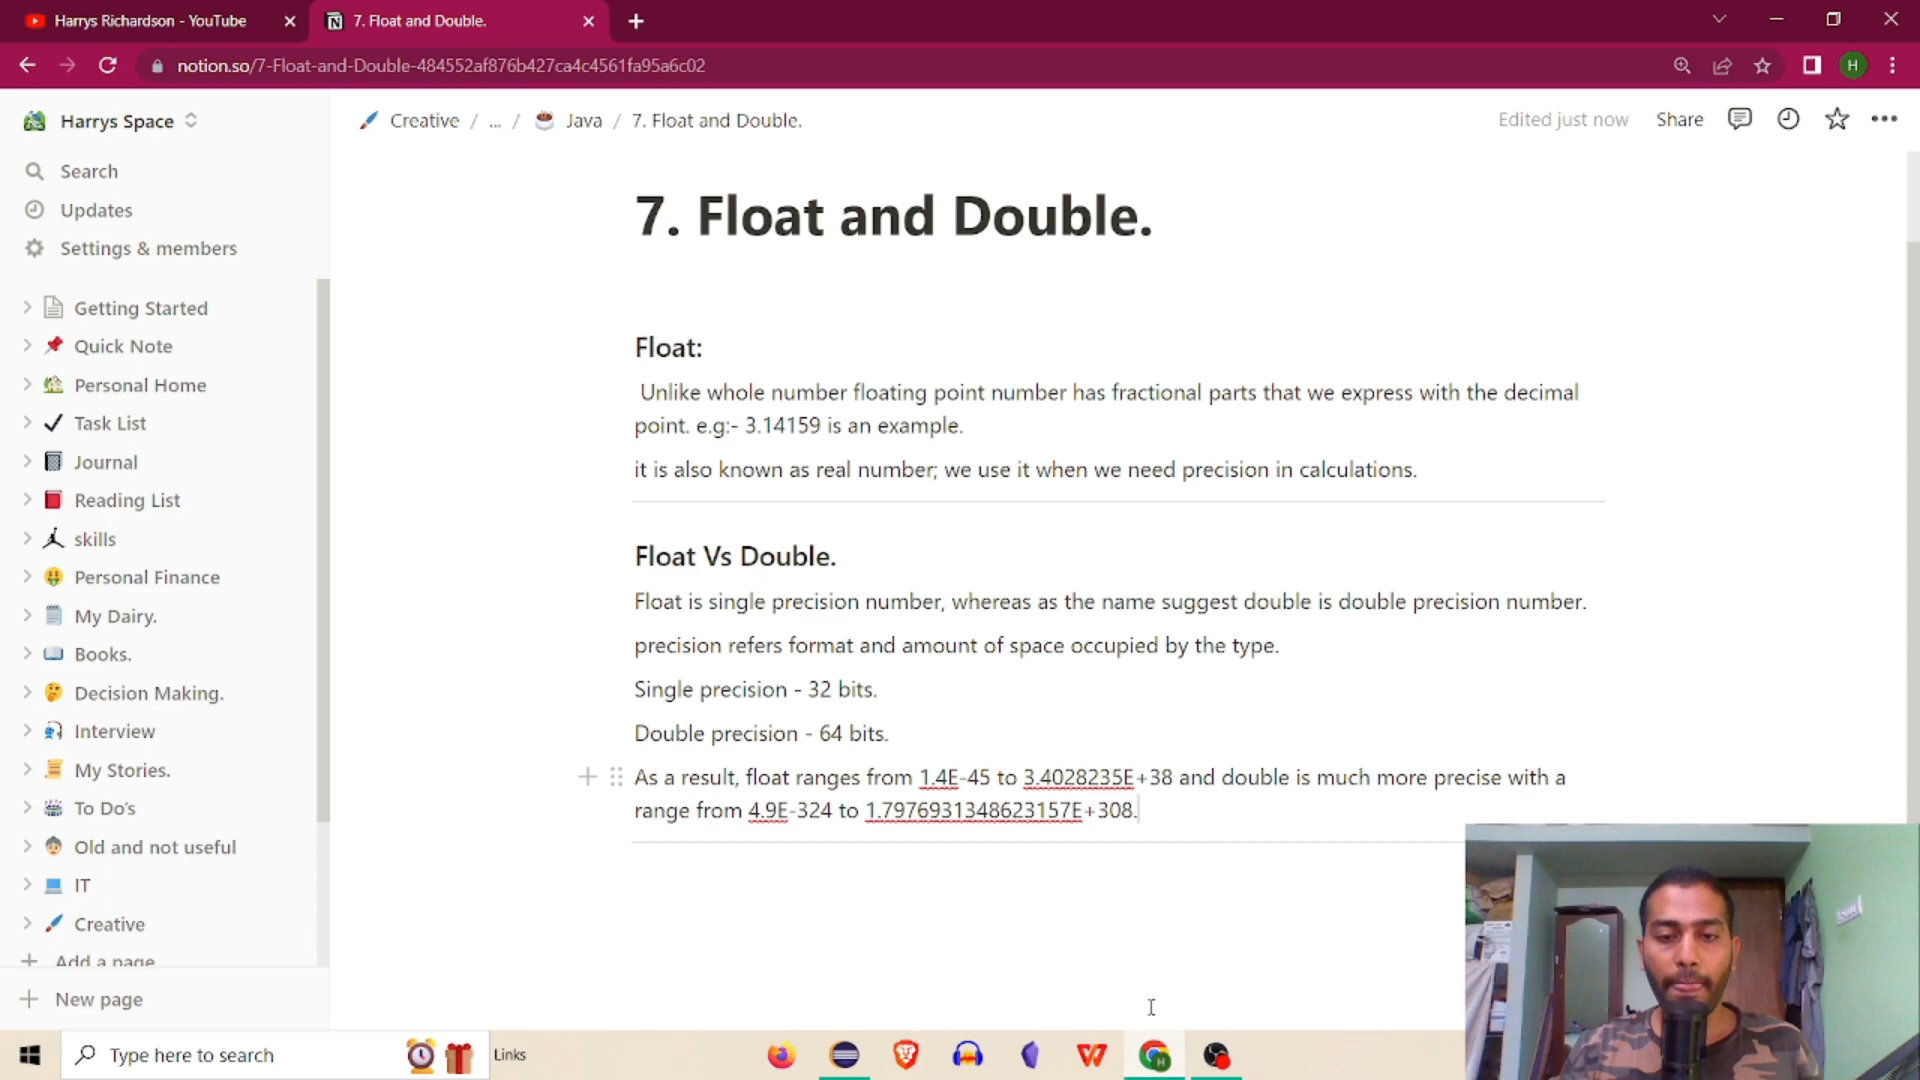 Harrys Richardson - YouTube
7. Float and Double.
notion.so/7-Float-and-Double-484552af876b427ca4c4561fa95a6c02
H
Harrys Space
Creative / ... / Java / 7. Float and Double.
Edited just now
Share
Search
Updates
Settings & members
Getting Started
Quick Note
Personal Home
Task List
Journal
Reading List
skills
Personal Finance
My Dairy.
Books.
Decision Making.
Interview
My Stories.
To Do's
Old and not useful
IT
Creative
Add a page
New page
7. Float and Double.
Float:
Unlike whole number floating point number has fractional parts that we express with the decimal
point. e.g:- 3.14159 is an example.
it is also known as real number; we use it when we need precision in calculations.
Float Vs Double.
Float is single precision number, whereas as the name suggest double is double precision number.
precision refers format and amount of space occupied by the type.
Single precision - 32 bits.
Double precision - 64 bits.
As a result, float ranges from 1.4E-45 to 3.4028235E+38 and double is much more precise with a
range from 4.9E-324 to 1.7976931348623157E+308.
Type here to search
Links